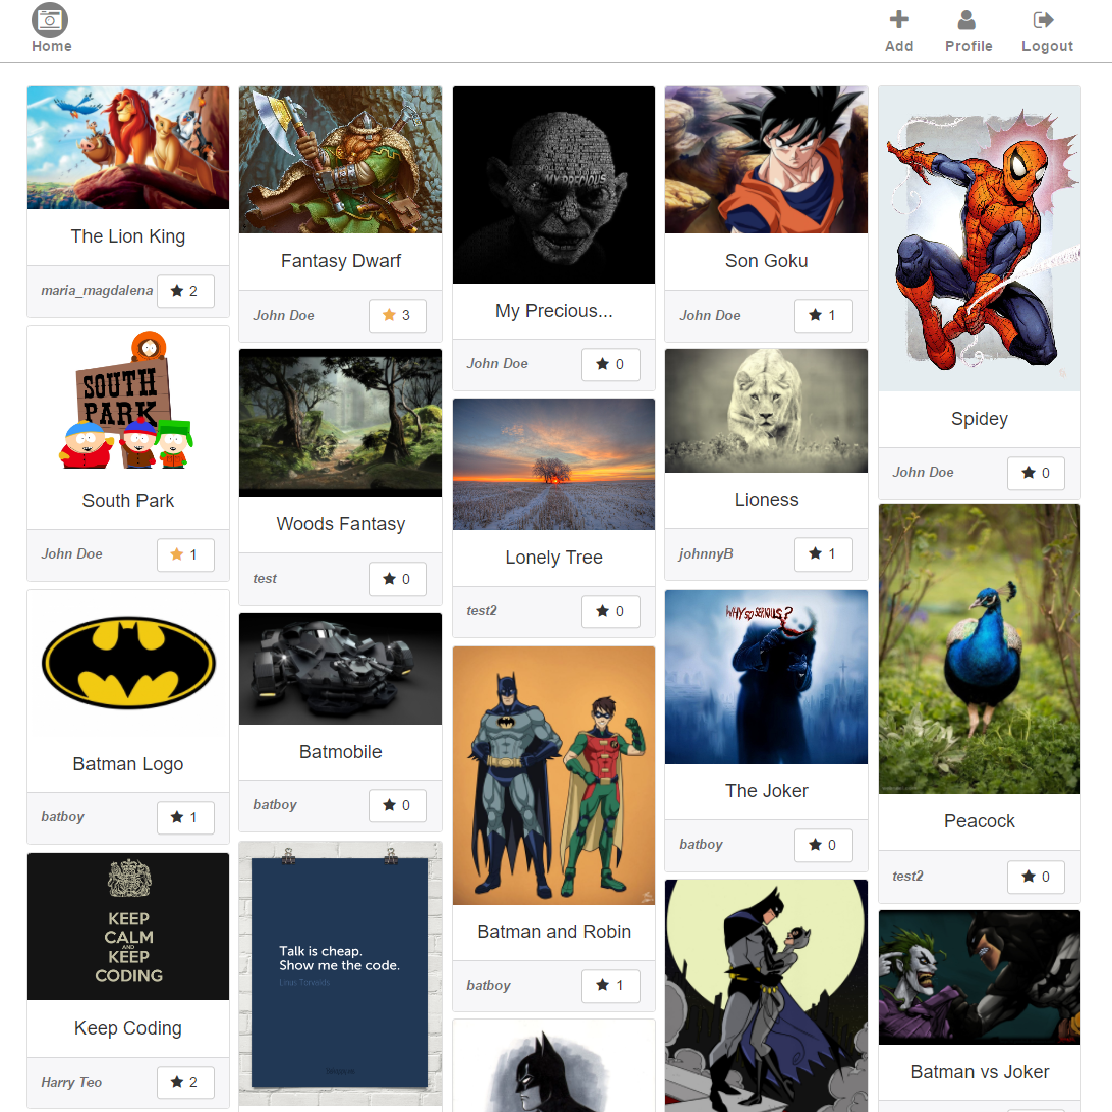 Home
Add
Profile
Logout
The Lion King
maria_magdalena
2
SOUTH
PARK
South Park
John Doe
1
Batman Logo
batboy
1
KEEP
CALM
AND
KEEP
CODING
Keep Coding
Harry Teo
2
Fantasy Dwarf
John Doe
3
Woods Fantasy
test
0
Batmobile
batboy
0
Talk is cheap.
Show me the code.
Linus Torvalds
MY PRECIOUS
My Precious...
John Doe
0
Lonely Tree
test2
0
Batman and Robin
batboy
1
Son Goku
John Doe
1
Lioness
johnnyB
1
WHY SO SERIOUS?
The Joker
batboy
0
Spidey
John Doe
0
Peacock
test2
0
Batman vs Joker